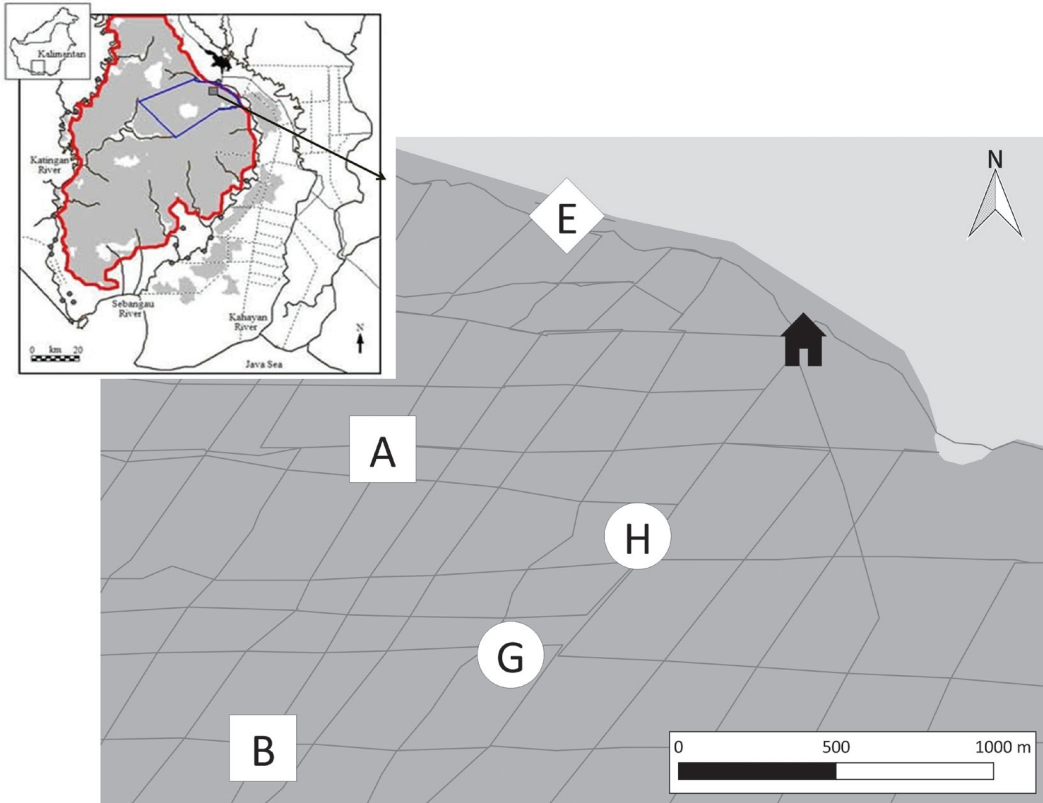 Kalimantan
Katingan
River
Sebangau
River
Kahayan
River
0 km 20
N
Java Sea
N
E
A
H
G
B
0 500 1000 m